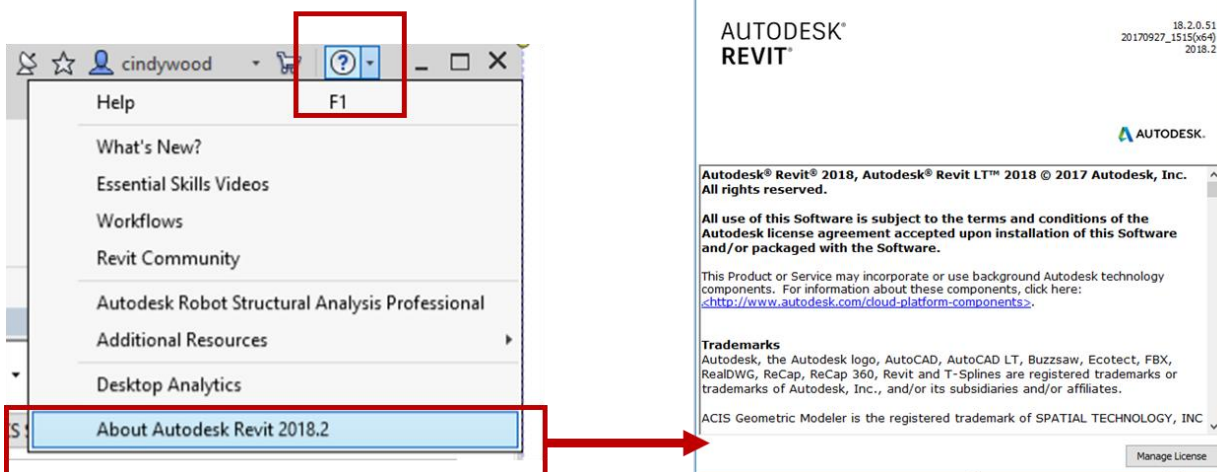 cindywood
Help F1
What's New?
Essential Skills Videos
Workflows
Revit Community
Autodesk Robot Structural Analysis Professional
Additional Resources
Desktop Analytics
About Autodesk Revit 2018.2
AUTODESK®
REVIT®
18.2.0.51
20170927_1515(x64)
2018.2
AUTODESK.
Autodesk® Revit® 2018, Autodesk® Revit LT™ 2018 © 2017 Autodesk, Inc.
All rights reserved.
All use of this Software is subject to the terms and conditions of the
Autodesk license agreement accepted upon installation of this Software
and/or packaged with the Software.
This Product or Service may incorporate or use background Autodesk technology
components. For information about these components, click here:
<http://www.autodesk.com/cloud-platform-components>.
Trademarks
Autodesk, the Autodesk logo, AutoCAD, AutoCAD LT, Buzzsaw, Ecotect, FBX,
RealDWG, ReCap, ReCap 360, Revit and T-Splines are registered trademarks or
trademarks of Autodesk, Inc., and/or its subsidiaries and/or affiliates.
ACIS Geometric Modeler is the registered trademark of SPATIAL TECHNOLOGY, INC
Manage License